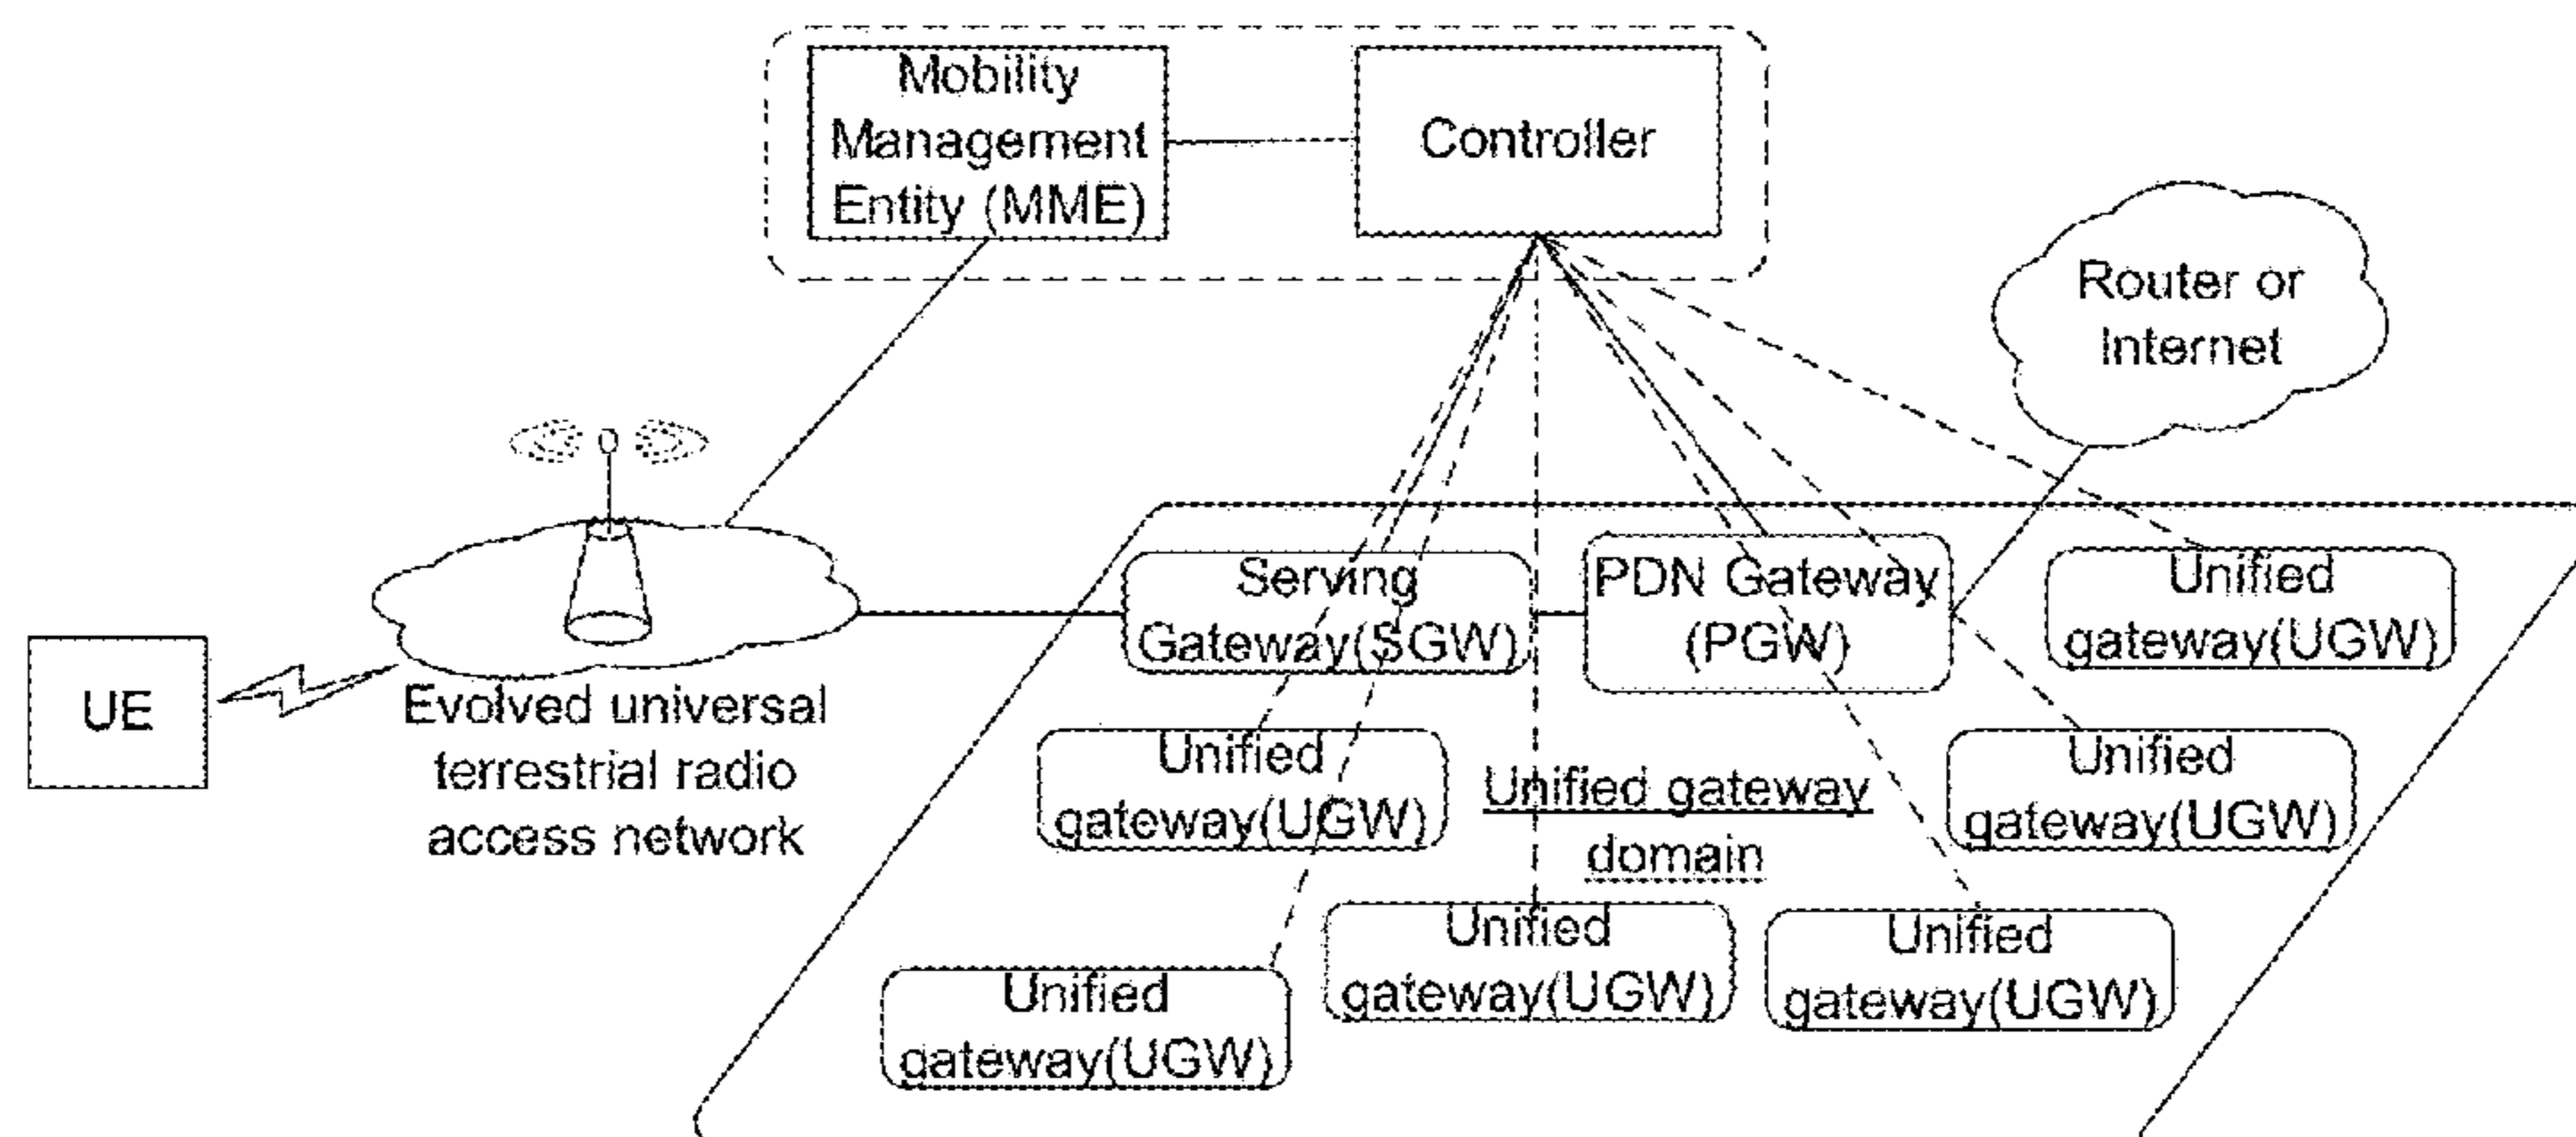 Mobility
Management
Entity (MME)
Controller
Router or
Internet
UE
Evolved universal
terrestrial radio
access network
Serving
Gateway(SGW)
PDN Gateway
(PGW)
Unified
gateway(UGW)
Unified
gateway(UGW)
Unified gateway
domain
Unified
gateway(UGW)
Unified
gateway(UGW)
Unified
gateway(UGW)
Unified
gateway(UGW)